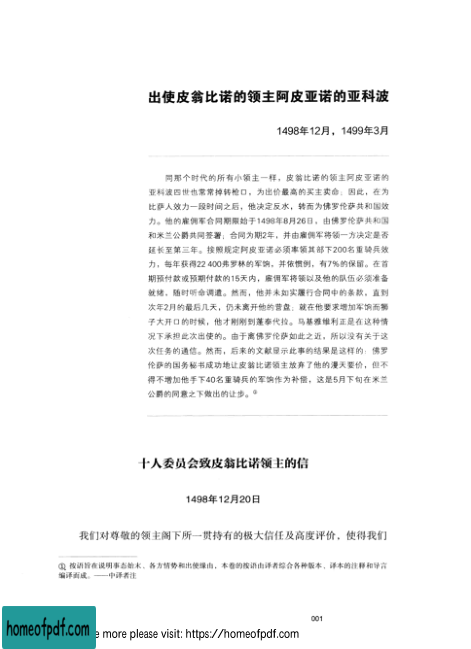 出使皮翁比诺的领主阿皮亚诺的亚科波
1498年12月，1499年3月
同那个时代的所有小领主一样，皮翁比诺的领主阿皮亚诺的
亚科波四世也常常掉转枪口，为出价最高的买主卖命；因此，在为
比萨人效力一段时间之后，他决定反水，转而为佛罗伦萨共和国效
力。他的雇佣军合同期限始于1498年8月26日，由佛罗伦萨共和国
和米兰公爵共同签署；合同为期2年，并由雇佣军将领一方决定是否
延长至第三年。按照规定阿皮亚诺必须率领其部下200名重骑兵效
力，每年获得22 400弗罗林的军饷，并依惯例，有7%的保留。在首
期预付款或预期付款的15天内，雇佣军将领以及他的队伍必须准备
就绪，随时听命调遣。然而，他并未如实履行合同中的条款，直到
次年2月的最后几天，仍未离开他的营盘；就在他要求增加军饷而狮
子大开口的时候，他才刚刚到蓬泰代拉。马基雅维利正是在这种情
况下承担此次出使的。由于离佛罗伦萨如此之近，所以没有关于这
次任务的通信。然而，后来的文献显示此事的结果是这样的：佛罗
伦萨的国务秘书成功地让皮翁比诺领主放弃了他的漫天要价，但不
得不增加他手下40名重骑兵的军饷作为补偿，这是5月下旬在米兰
公爵的同意之下做出的让步。①
十人委员会致皮翁比诺领主的信
1498年12月20日
我们对尊敬的领主阁下所一贯持有的极大信任及高度评价，使得我们
① 按语旨在说明事态始末、各方情势和出使缘由，本卷的按语由译者综合各种版本、译本的注释和导言
编译而成。——中译者注
001
homeofpdf.com
e more please visit: https://homeofpdf.com